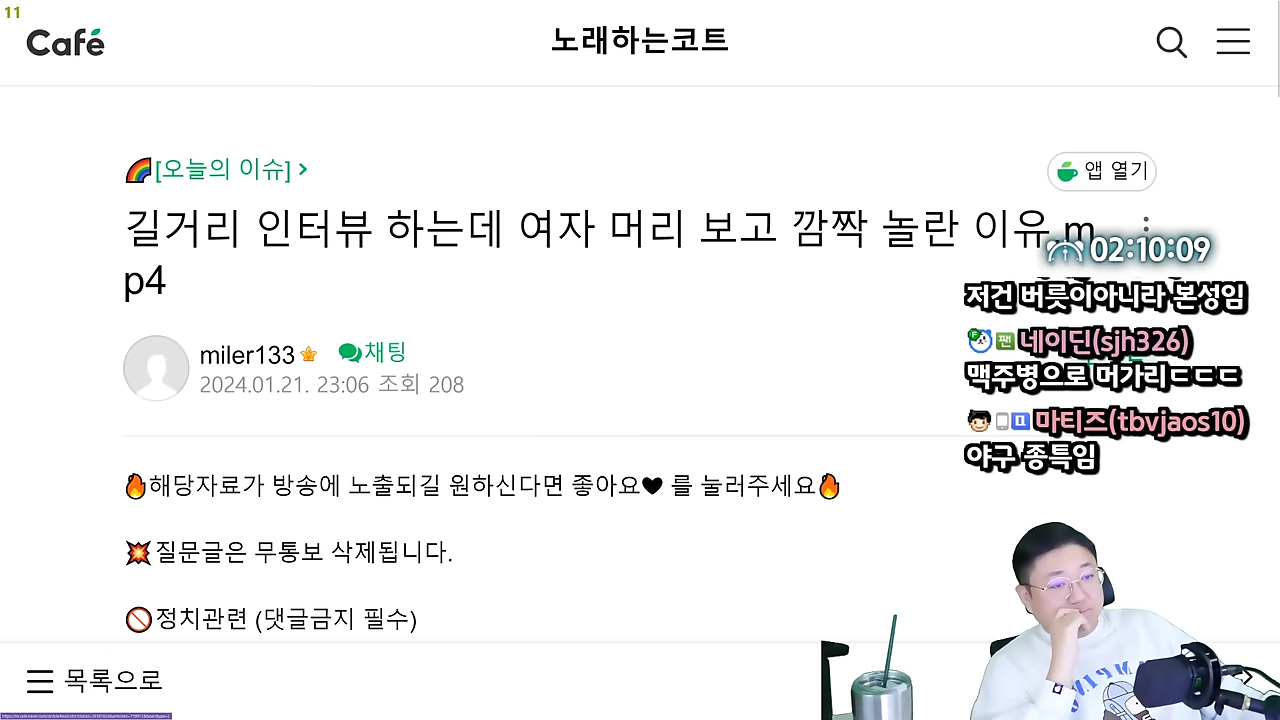 11
Café
노래하는코트
[오늘의 이슈]
앱 열기
길거리 인터뷰 하는데 여자 머리 보고 깜짝 놀란 이유.m
p4
02:10:09
저건 버릇이아니라 본성임
miler133
채팅
2024.01.21. 23:06 조회 208
팬 네이딘(sjh326)
맥주병으로 머가리ㄷㄷㄷ
마티즈(tbvjaos10)
야구 종특임
해당자료가 방송에 노출되길 원하신다면 좋아요🖤 를 눌러주세요
질문글은 무통보 삭제됩니다.
정치관련 (댓글금지 필수)
목록으로